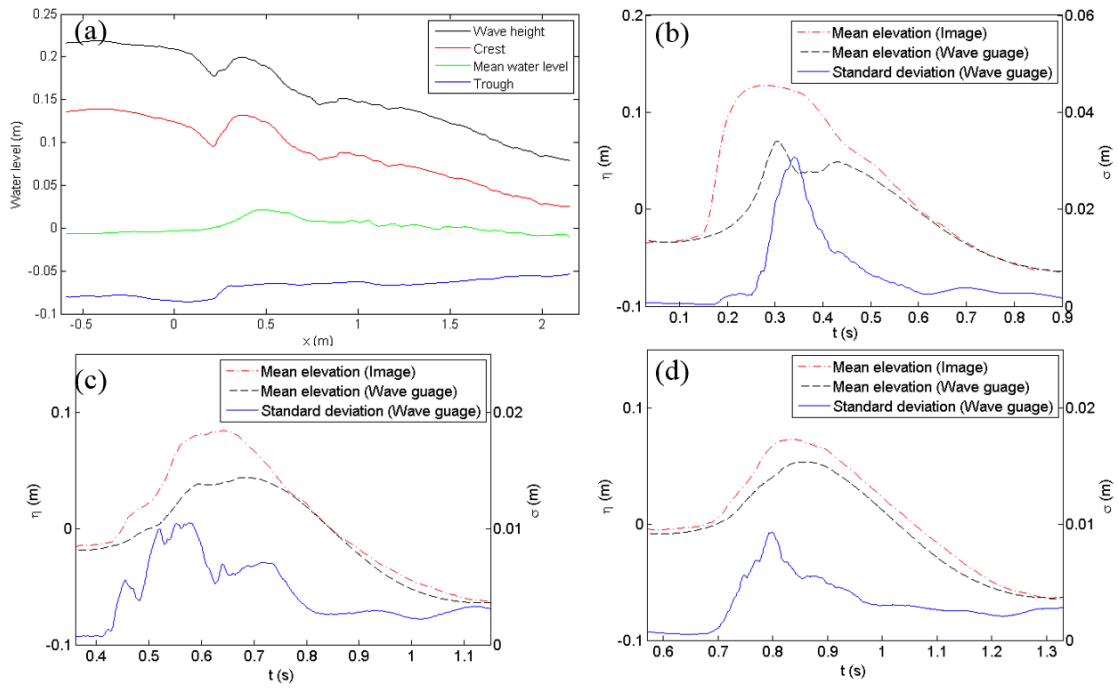 (a)
0.25
0.2
0.15
0.1
0.05
0
-0.05
-0.1
Water level (m)
Wave height
Crest
Mean water level
Trough
-0.5
0
0.5
1
1.5
2
x (m)
(b)
0.2
0.1
0
-0.1
η (m)
Mean elevation (Image)
Mean elevation (Wave guage)
Standard deviation (Wave guage)
0.06
0.04
0.02
0
σ (m)
0.1
0.2
0.3
0.4
0.5
0.6
0.7
0.8
0.9
t (s)
(c)
0.1
0
-0.1
η (m)
Mean elevation (Image)
Mean elevation (Wave guage)
Standard deviation (Wave guage)
0.02
0.01
0
σ (m)
0.4
0.5
0.6
0.7
0.8
0.9
1
1.1
t (s)
(d)
0.1
0
-0.1
η (m)
Mean elevation (Image)
Mean elevation (Wave guage)
Standard deviation (Wave guage)
0.02
0.01
0
σ (m)
0.6
0.7
0.8
0.9
1
1.1
1.2
1.3
t (s)